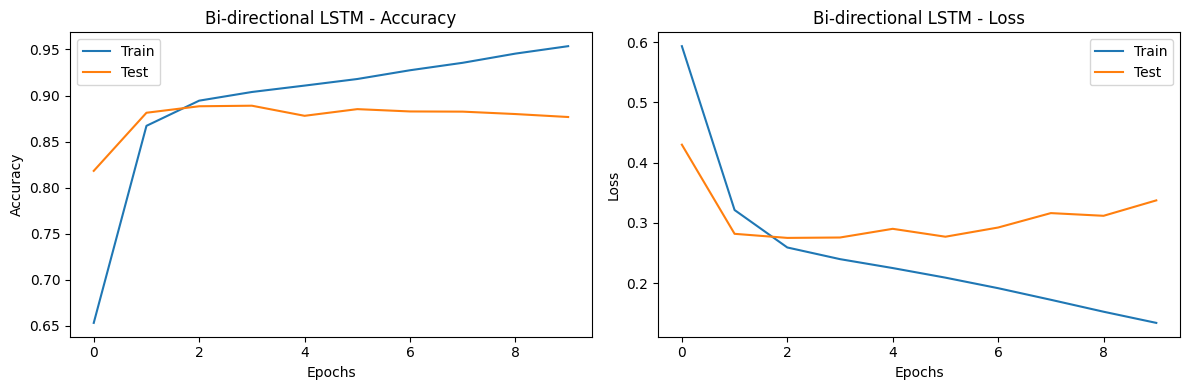 Bi-directional LSTM - Accuracy
Train
Test
0.95
0.90
0.85
0.80
0.75
0.70
0.65
Accuracy
0 2 4 6 8
Epochs
Bi-directional LSTM - Loss
Train
Test
0.6
0.5
0.4
0.3
0.2
Loss
0 2 4 6 8
Epochs